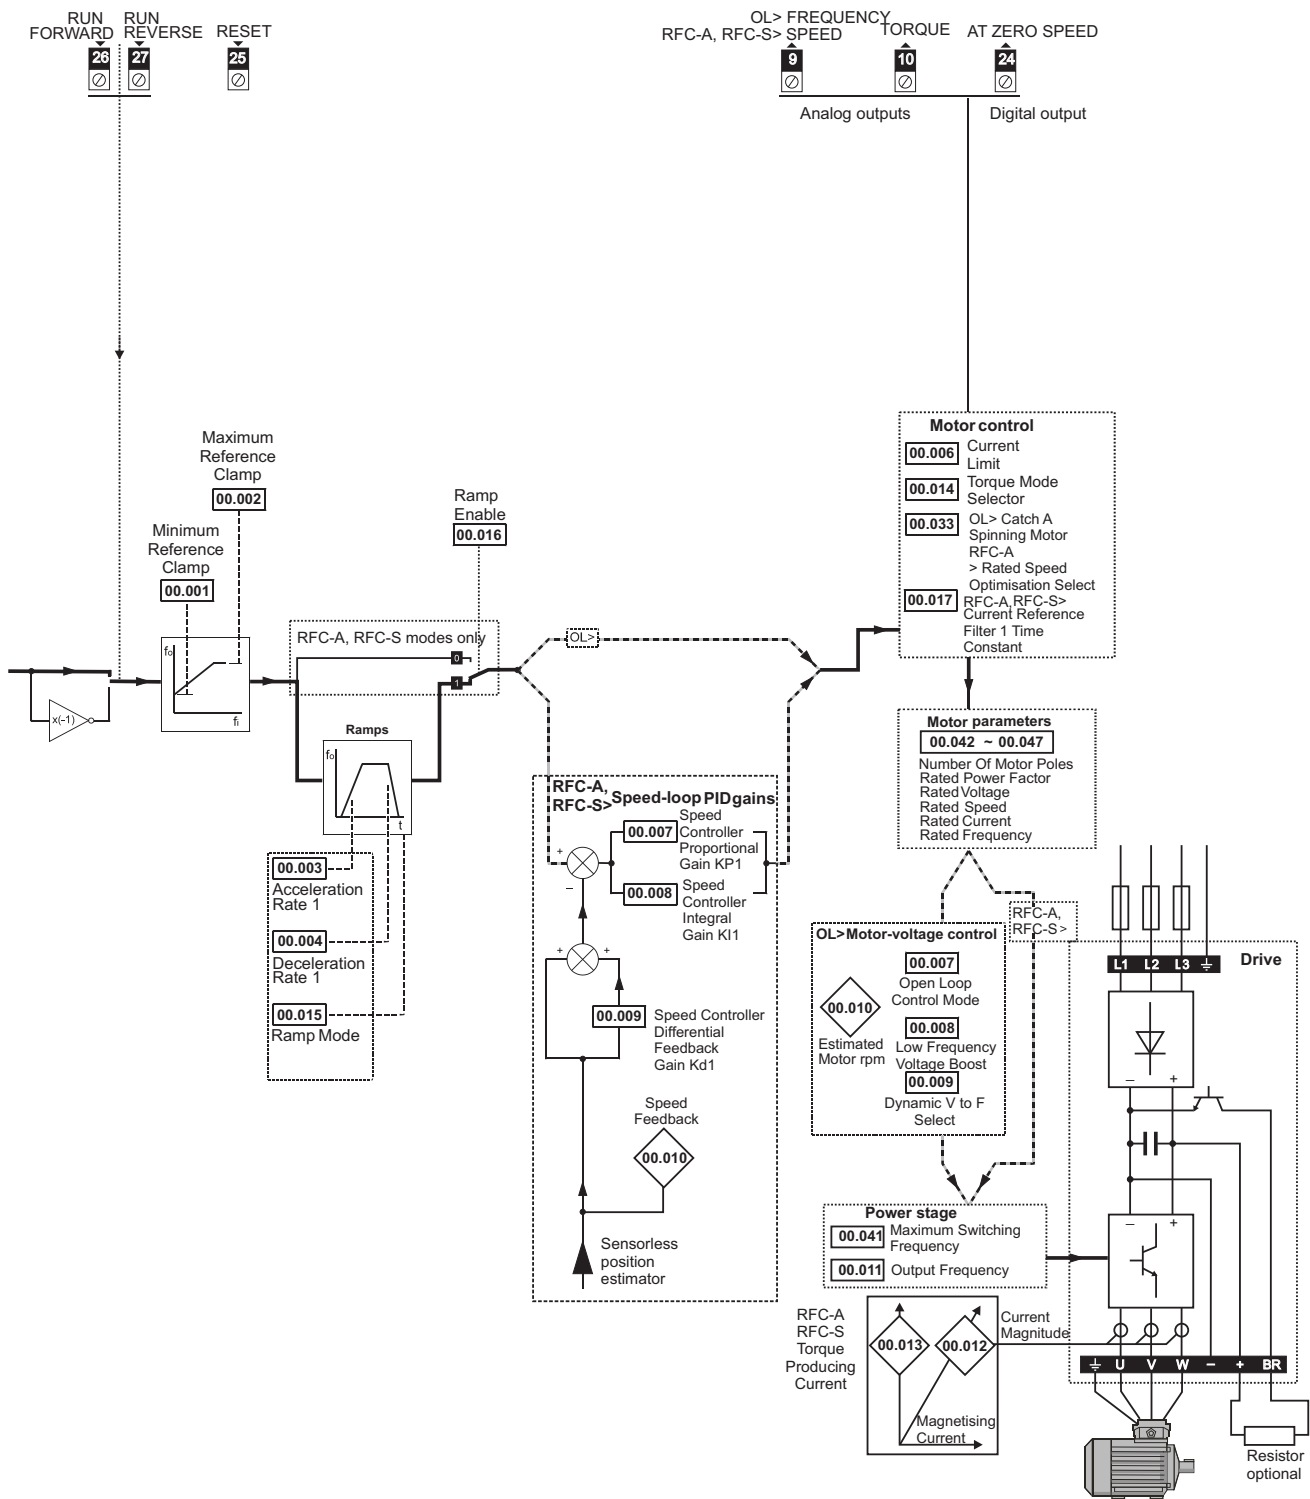 RUN
FORWARD
RUN
REVERSE
RESET
26
27
25
OL> FREQUENCY
RFC-A, RFC-S> SPEED
TORQUE
AT ZERO SPEED
9
10
24
Analog outputs
Digital output
Maximum
Reference
Clamp
00.002
Minimum
Reference
Clamp
00.001
Ramp
Enable
00.016
RFC-A, RFC-S modes only
0
1
OL>
x(-1)
fo
fi
Ramps
fo
t
00.003
Acceleration
Rate 1
00.004
Deceleration
Rate 1
00.015
Ramp Mode
RFC-A,
RFC-S>
Speed-loop PID gains
00.007
Speed
Controller
Proportional
Gain KP1
00.008
Speed
Controller
Integral
Gain KI1
+
–
+
+
00.009
Speed Controller
Differential
Feedback
Gain Kd1
Speed
Feedback
00.010
Sensorless
position
estimator
Motor control
00.006
Current
Limit
00.014
Torque Mode
Selector
00.033
OL> Catch A
Spinning Motor
RFC-A
> Rated Speed
Optimisation Select
00.017
RFC-A,RFC-S>
Current Reference
Filter 1 Time
Constant
Motor parameters
00.042 ~ 00.047
Number Of Motor Poles
Rated Power Factor
Rated Voltage
Rated Speed
Rated Current
Rated Frequency
RFC-A,
RFC-S >
OL>Motor-voltage control
00.007
Open Loop
Control Mode
00.010
Estimated
Motor rpm
00.008
Low Frequency
Voltage Boost
00.009
Dynamic V to F
Select
Power stage
00.041
Maximum Switching
Frequency
00.011
Output Frequency
RFC-A
RFC-S
Torque
Producing
Current
00.013
00.012
Current
Magnitude
Magnetising
Current
L1 L2 L3
Drive
– +
– +
U V W – + BR
Resistor
optional